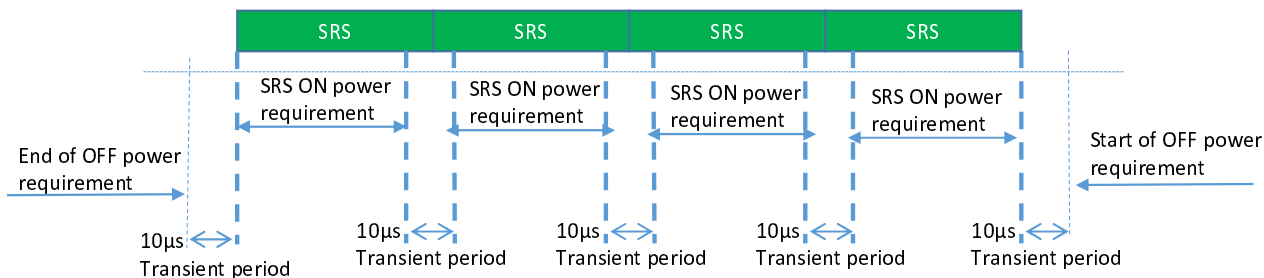 SRS SRS SRS SRS
SRS ON power
requirement
SRS ON power
requirement
SRS ON power
requirement
SRS ON power
requirement
End of OFF power
requirement
Start of OFF power
requirement
10µs
Transient period
10µs
Transient period
10µs
Transient period
10µs
Transient period
10µs
Transient period